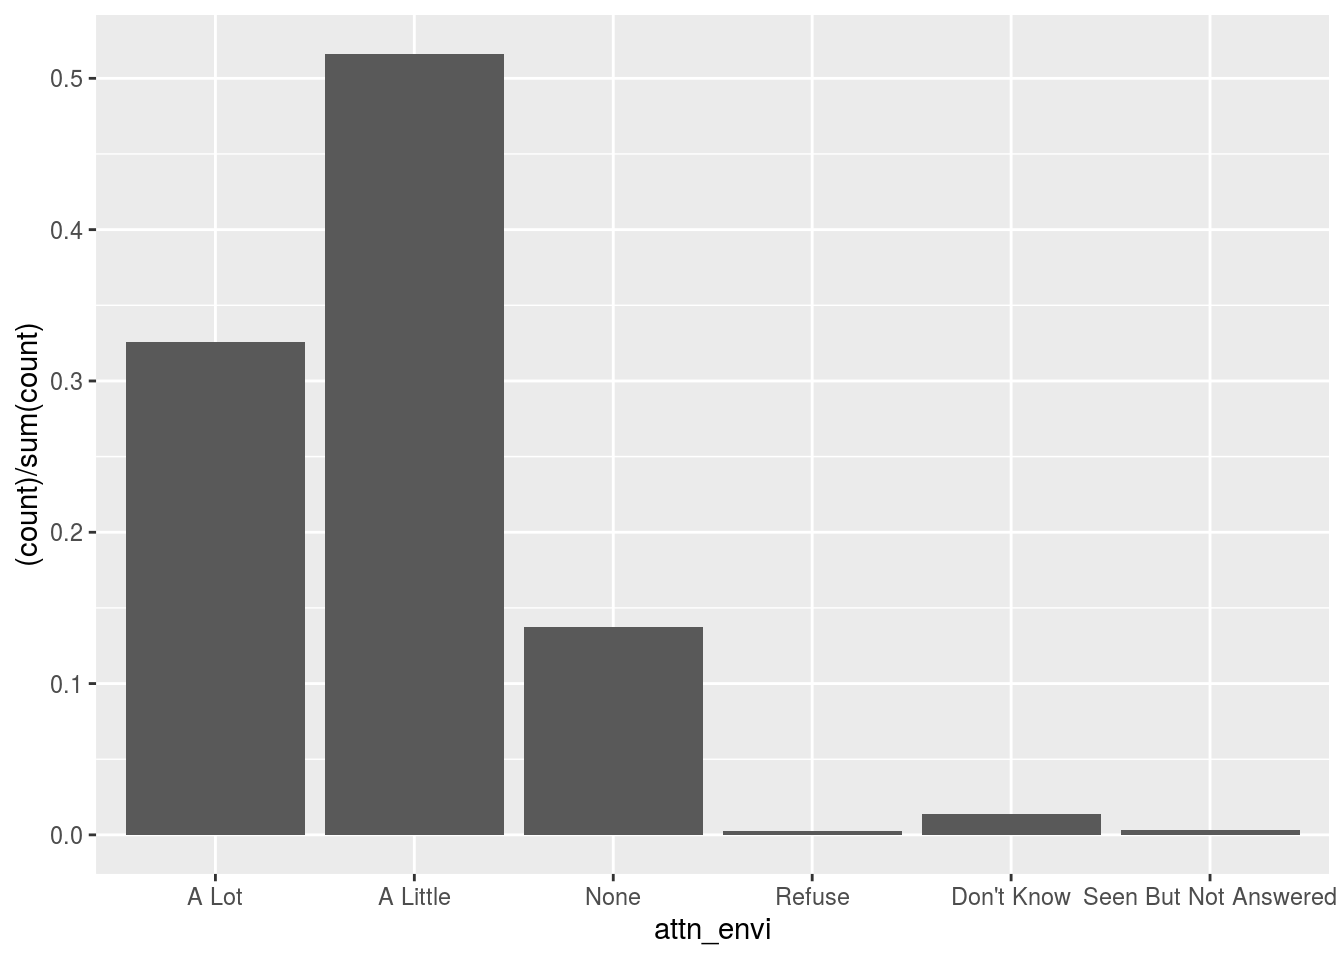 (count)/sum(count)
0.5
0.4
0.3
0.2
0.1
0.0
A Lot
A Little
None
Refuse
Don't Know
Seen But Not Answered
attn_envi